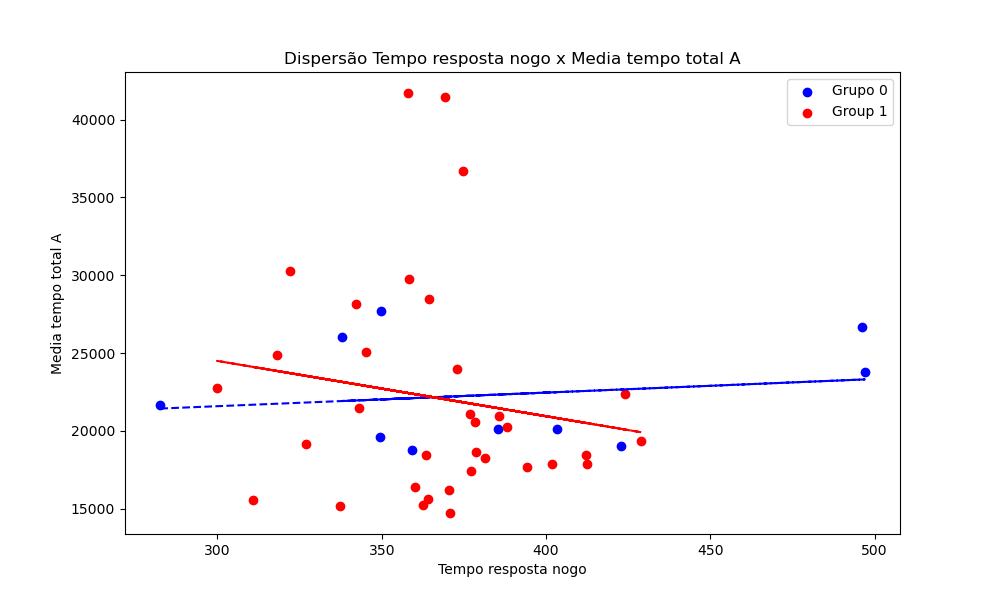 Dispersão Tempo resposta nogo x Media tempo total A
Grupo 0
Group 1
Media tempo total A
40000
35000
30000
25000
20000
15000
300
350
400
450
500
Tempo resposta nogo